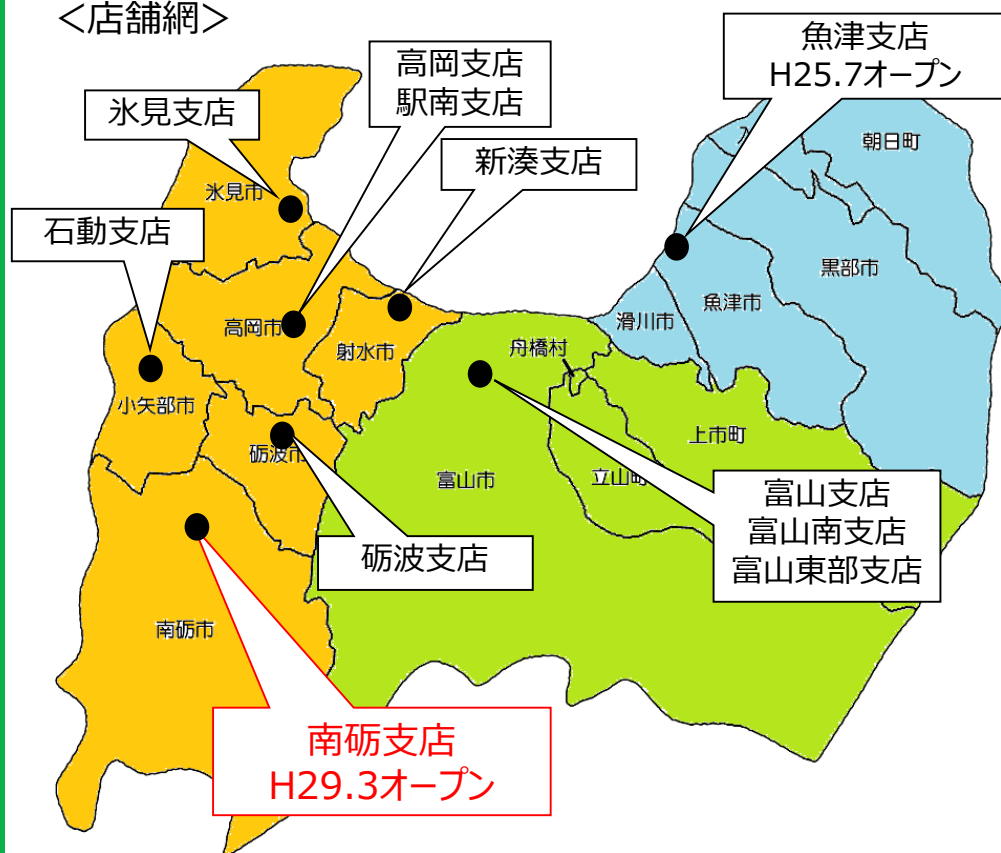 <店舗網>
魚津支店
H25.7オープン
高岡支店
駅南支店
氷見支店
朝日町
新湊支店
氷見市
石動支店
黒部市
魚津市
滑川市
高岡市
射水市
舟橋村
小矢部市
上市町
砺波市
富山市
立山町
富山支店
富山南支店
富山東部支店
砺波支店
南砺市
南砺支店
H29.3オープン